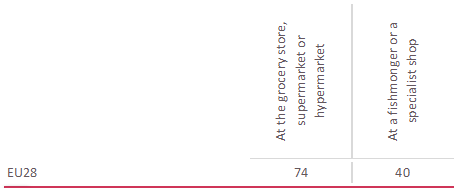 At the grocery store,
supermarket or
hypermarket
At a fishmonger or a
specialist shop
EU28 74 40